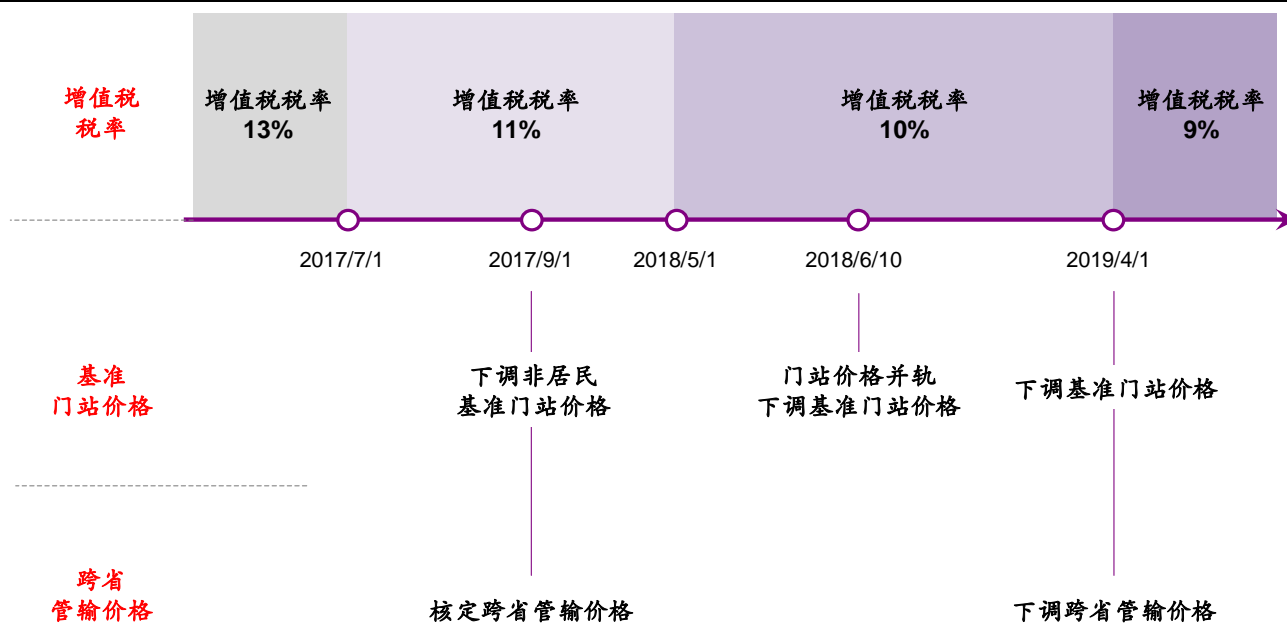 增值税
税率
增值税税率
13%
增值税税率
11%
增值税税率
10%
增值税税率
9%
2017/7/1
2017/9/1
2018/5/1
2018/6/10
2019/4/1
基准
门站价格
下调非居民
基准门站价格
门站价格并轨
下调基准门站价格
下调基准门站价格
跨省
管输价格
核定跨省管输价格
下调跨省管输价格